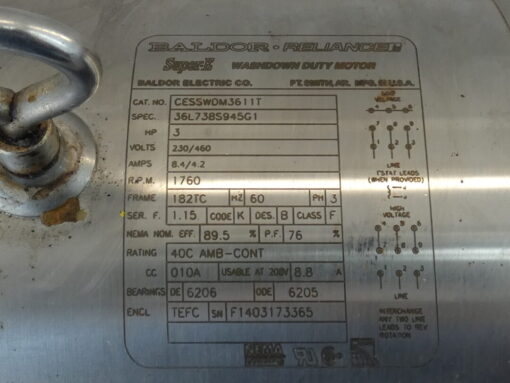 BALDOR • RELIANCE
Super-E WASHDOWN DUTY MOTOR
BALDOR ELECTRIC CO. FT. SMITH, AR. MFG. IN U.S.A.
CAT. NO. CESSWDM3611T
SPEC. 36L738S945G1
HP 3
VOLTS 230/460
AMPS 8.4/4.2
R.P.M. 1760
FRAME 182TC HZ 60 PH 3
SER. F. 1.15 CODE K DES. B CLASS F
NEMA NOM. EFF. 89.5 % P.F. 76 %
RATING 40C AMB-CONT
CC 010A USABLE AT 208V 8.8 A
BEARINGS DE 6206 ODE 6205
ENCL TEFC SN F1403173365
LOW
VOLTAGE
LINE
(WHEN PROVIDED)
HIGH
VOLTAGE
LINE
INTERCHANGE
ANY TWO LINE
LEADS TO REV
ROTATION